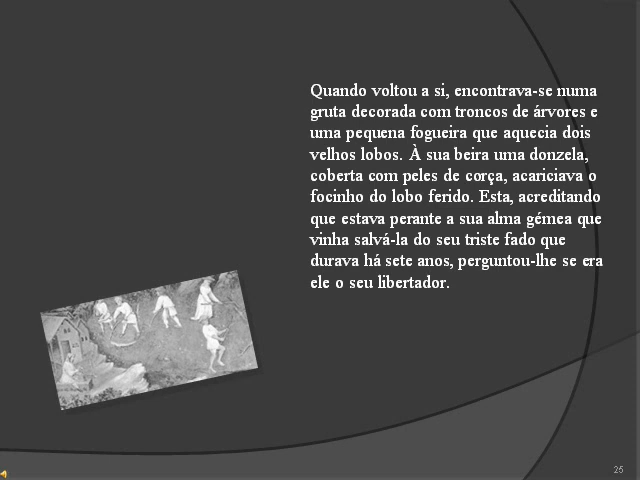 Quando voltou a si, encontrava-se numa
gruta decorada com troncos de árvores e
uma pequena fogueira que aquecia dois
velhos lobos. À sua beira uma donzela,
coberta com peles de corça, acariciava o
focinho do lobo ferido. Esta, acreditando
que estava perante a sua alma gémea que
vinha salvá-la do seu triste fado que
durava há sete anos, perguntou-lhe se era
ele o seu libertador.
25